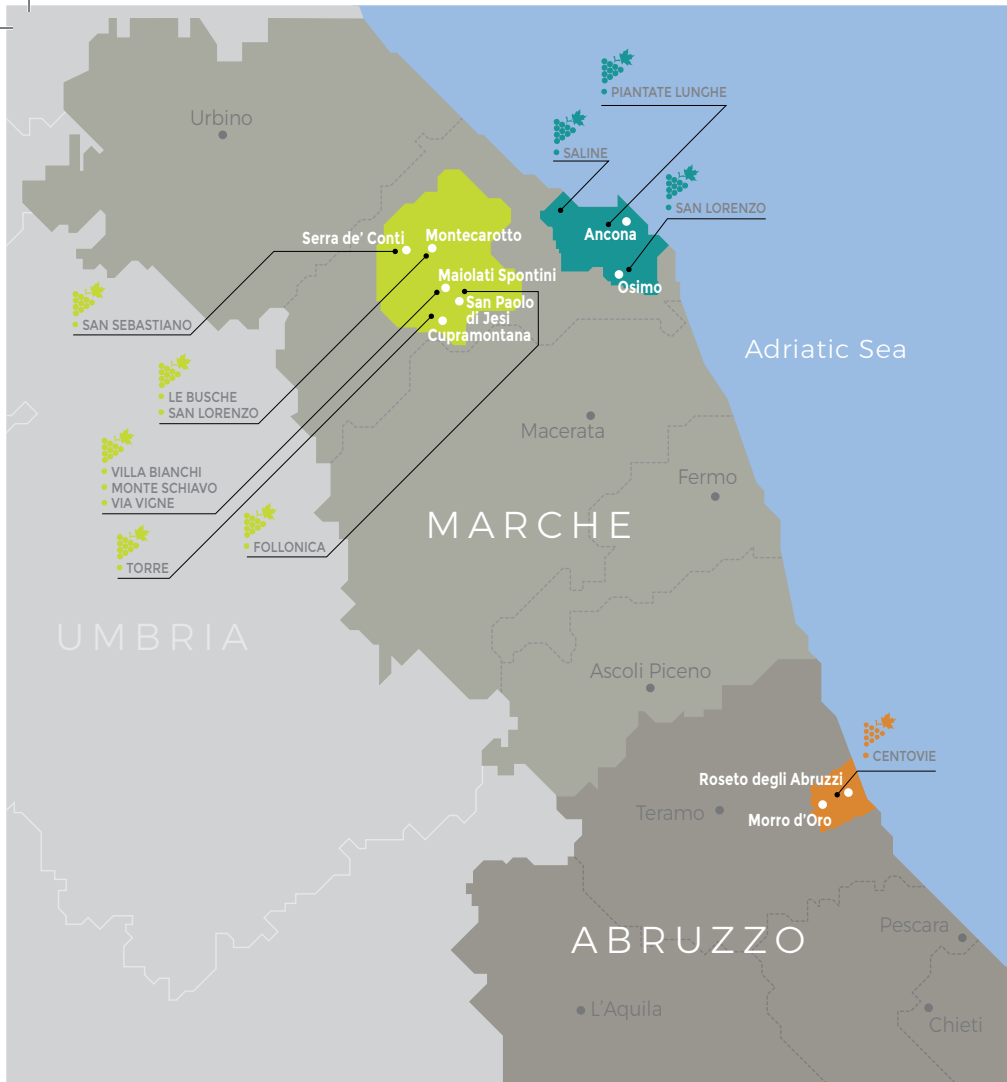 PIANTATE LUNGHE
Urbino
SALINE
SAN LORENZO
Serra de' Conti
Montecarotto
Ancona
Maiolati Spontini
Osimo
San Paolo
di Jesi
Cupramontana
SAN SEBASTIANO
Adriatic Sea
LE BUSCHE
SAN LORENZO
Macerata
VILLA BIANCHI
MONTE SCHIAVO
VIA VIGNE
Fermo
MARCHE
FOLLONICA
TORRE
UMBRIA
Ascoli Piceno
CENTOVIE
Roseto degli Abruzzi
Teramo
Morro d'Oro
Pescara
ABRUZZO
L'Aquila
Chieti